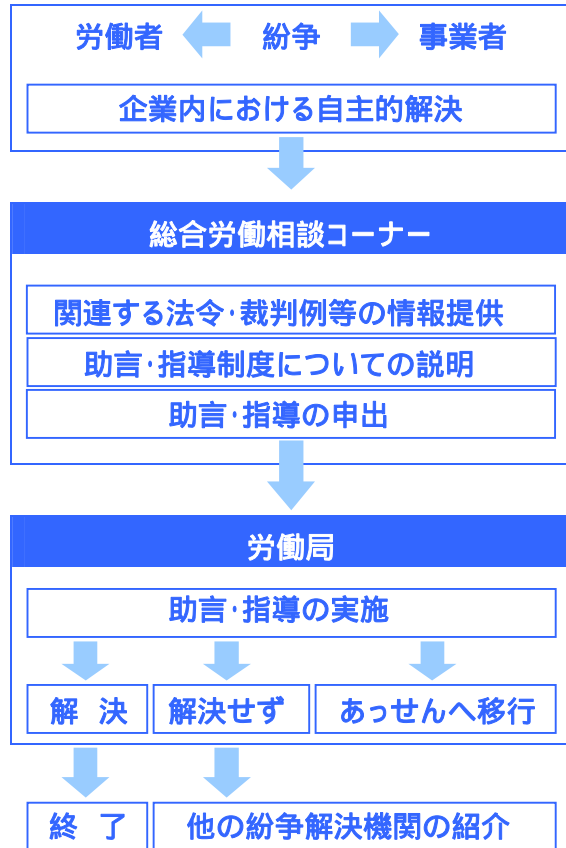 労働者 紛争 事業者
企業内における自主的解決
総合労働相談コーナー
関連する法令・裁判例等の情報提供
助言・指導制度についての説明
助言・指導の申出
労働局
助言・指導の実施
解 決 解決せず あっせんへ移行
終 了 他の紛争解決機関の紹介